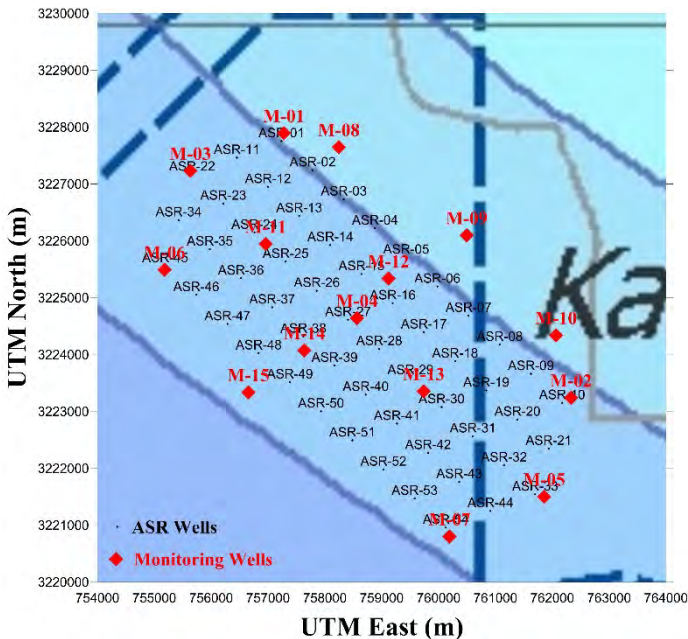 3230000
3229000
3228000
3227000
3226000
3225000
3224000
3223000
3222000
3221000
3220000
UTM North (m)
M-01
M-08
ASR-01
ASR-11
M-03
ASR-22
ASR-02
ASR-12
ASR-23
ASR-03
ASR-34
ASR-13
ASR-04
M-11
M-09
ASR-35
ASR-14
ASR-05
M-06
ASR-45
ASR-25
M-12
ASR-36
ASR-06
ASR-46
ASR-26
ASR-16
M-04
ASR-37
ASR-27
ASR-07
Ka
ASR-47
ASR-17
M-10
M-14
ASR-48
ASR-28
ASR-08
ASR-39
ASR-18
M-15
ASR-49
ASR-29
ASR-09
M-13
M-02
ASR-40
ASR-19
ASR-10
ASR-50
ASR-30
ASR-20
ASR-41
ASR-51
ASR-31
ASR-21
ASR-42
ASR-52
ASR-32
ASR-43
M-05
ASR-33
ASR-53
ASR-44
M-07
ASR Wells
Monitoring Wells
754000 755000 756000 757000 758000 759000 760000 761000 762000 763000 764000
UTM East (m)